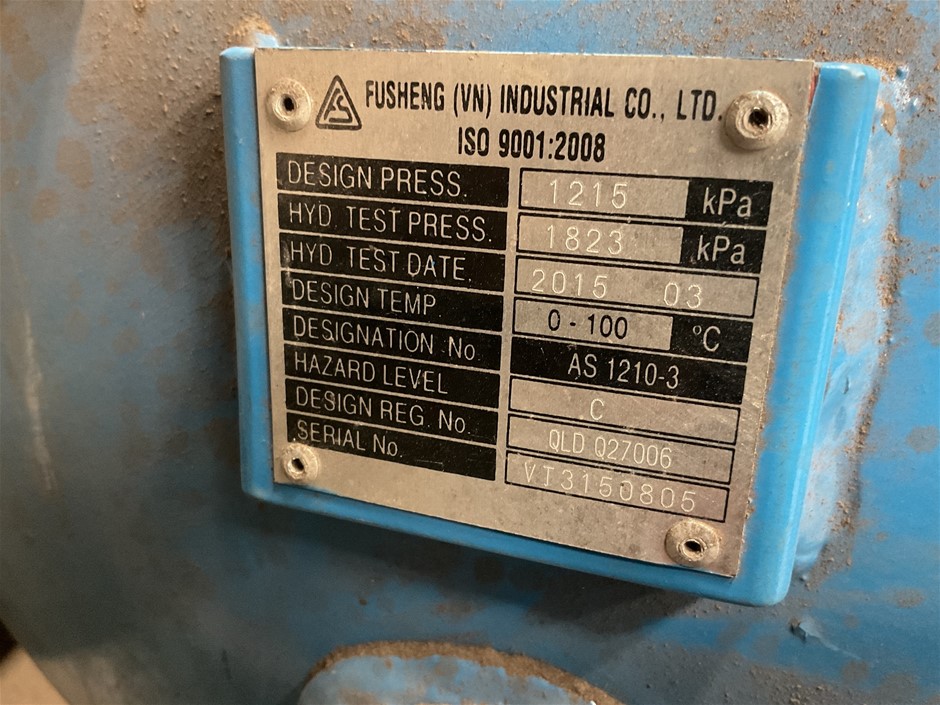 FS FUSHENG (VN) INDUSTRIAL CO., LTD.
ISO 9001:2008
DESIGN PRESS. 1215 kPa
HYD. TEST PRESS. 1823 kPa
HYD. TEST DATE 2015 03
DESIGN TEMP 0 - 100 °C
DESIGNATION No. AS 1210-3
HAZARD LEVEL C
DESIGN REG. No. QLD Q27006
SERIAL No. VJ3150805